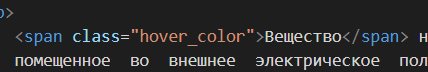 >
<span class="hover_color">Вещество</span> н
помещенное во внешнее электрическое пол